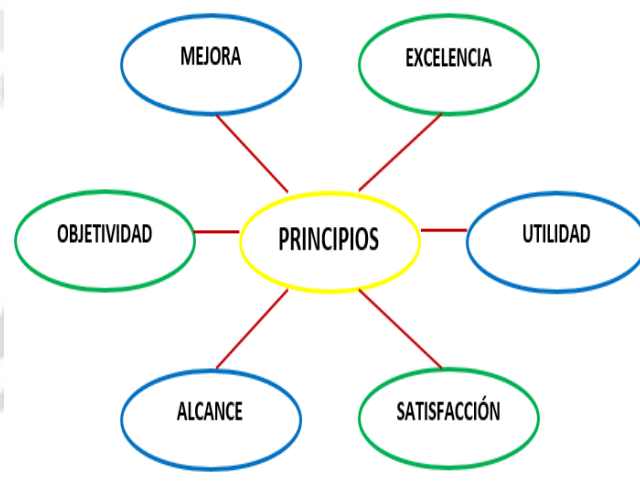 MEJORA
EXCELENCIA
OBJETIVIDAD
PRINCIPIOS
UTILIDAD
ALCANCE
SATISFACCIÓN